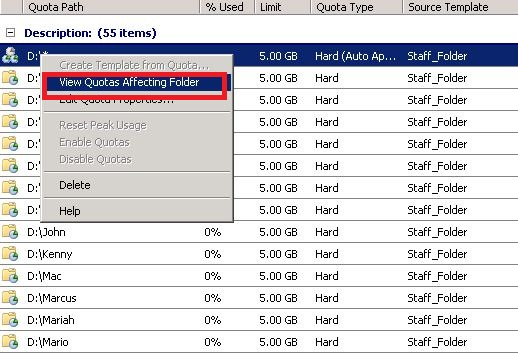 Quota Path % Used Limit Quota Type Source Template
Description: (55 items)
D:\* 5.00 GB Hard (Auto Ap... Staff_Folder
Create Template from Quota...
D:\ 5.00 GB Hard Staff_Folder
View Quotas Affecting Folder
D:\ 5.00 GB Hard Staff_Folder
Edit Quota Properties...
D:\ 5.00 GB Hard Staff_Folder
Reset Peak Usage
D:\ 5.00 GB Hard Staff_Folder
Enable Quotas
D:\ 5.00 GB Hard Staff_Folder
Disable Quotas
D:\ 5.00 GB Hard Staff_Folder
Delete
D:\ 5.00 GB Hard Staff_Folder
Help
D:\John 0% 5.00 GB Hard Staff_Folder
D:\Kenny 0% 5.00 GB Hard Staff_Folder
D:\Mac 0% 5.00 GB Hard Staff_Folder
D:\Marcus 0% 5.00 GB Hard Staff_Folder
D:\Mariah 0% 5.00 GB Hard Staff_Folder
D:\Mario 0% 5.00 GB Hard Staff_Folder